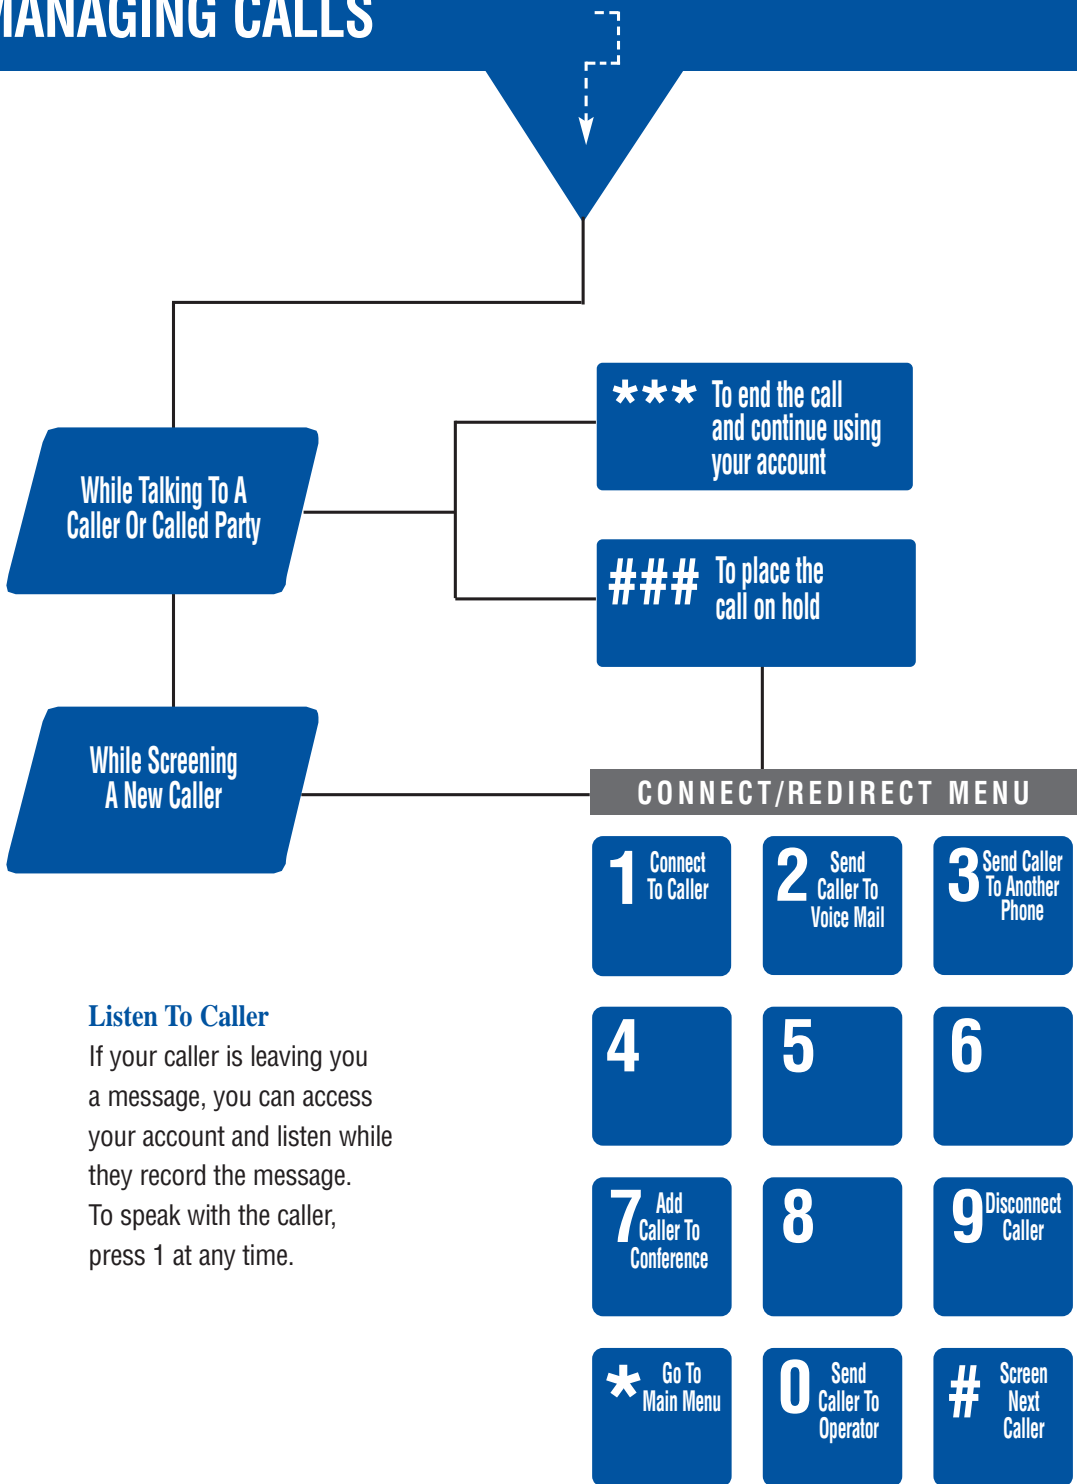 MANAGING CALLS
*** To end the call
and continue using
your account
While Talking To A
Caller Or Called Party
### To place the
call on hold
While Screening
A New Caller
CONNECT/REDIRECT MENU
1 Connect
To Caller
2 Send
Caller To
Voice Mail
3 Send Caller
To Another
Phone
Listen To Caller
If your caller is leaving you
a message, you can access
your account and listen while
they record the message.
To speak with the caller,
press 1 at any time.
4
5
6
7 Add
Caller To
Conference
8
9 Disconnect
Caller
* Go To
Main Menu
0 Send
Caller To
Operator
# Screen
Next
Caller